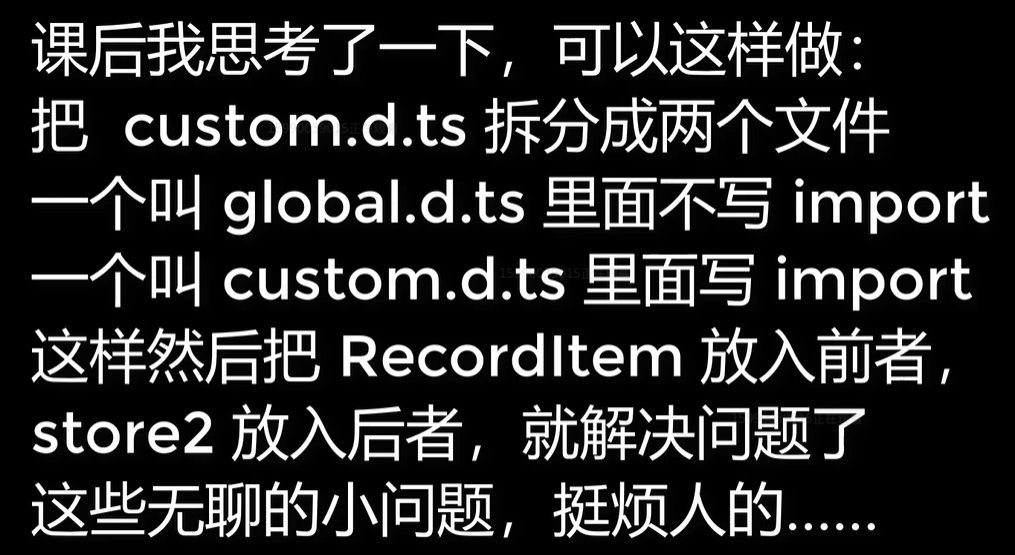 课后我思考了一下，可以这样做：
把 custom.d.ts 拆分成两个文件
一个叫 global.d.ts 里面不写 import
一个叫 custom.d.ts 里面写 import
这样然后把 RecordItem 放入前者，
store2 放入后者，就解决问题了
这些无聊的小问题，挺烦人的……